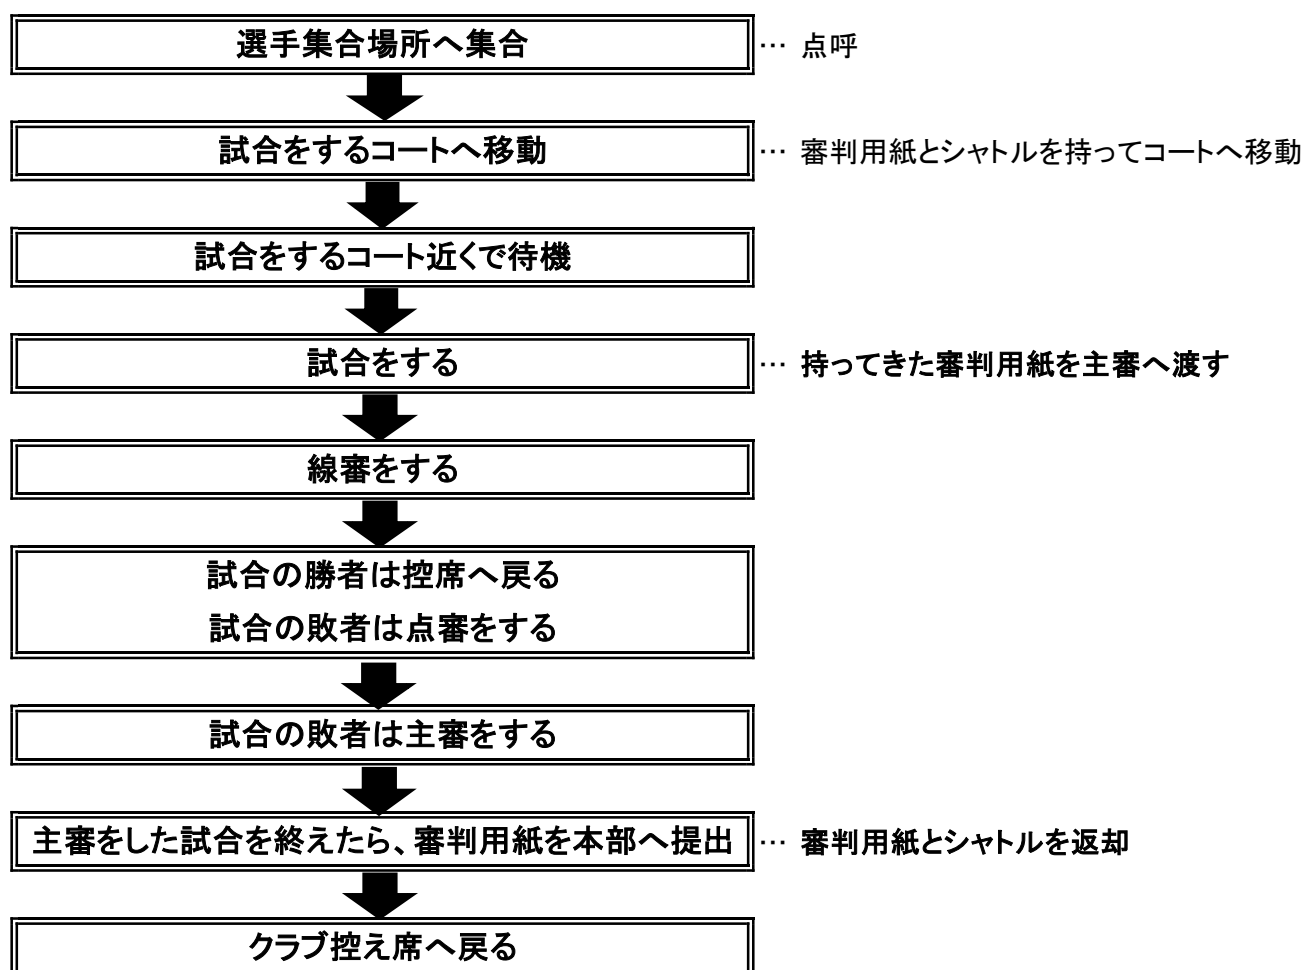 選手集合場所へ集合 … 点呼
試合をするコートへ移動 … 審判用紙とシャトルを持ってコートへ移動
試合をするコート近くで待機
試合をする … 持ってきた審判用紙を主審へ渡す
線審をする
試合の勝者は控席へ戻る
試合の敗者は点審をする
試合の敗者は主審をする
主審をした試合を終えたら、審判用紙を本部へ提出 … 審判用紙とシャトルを返却
クラブ控え席へ戻る